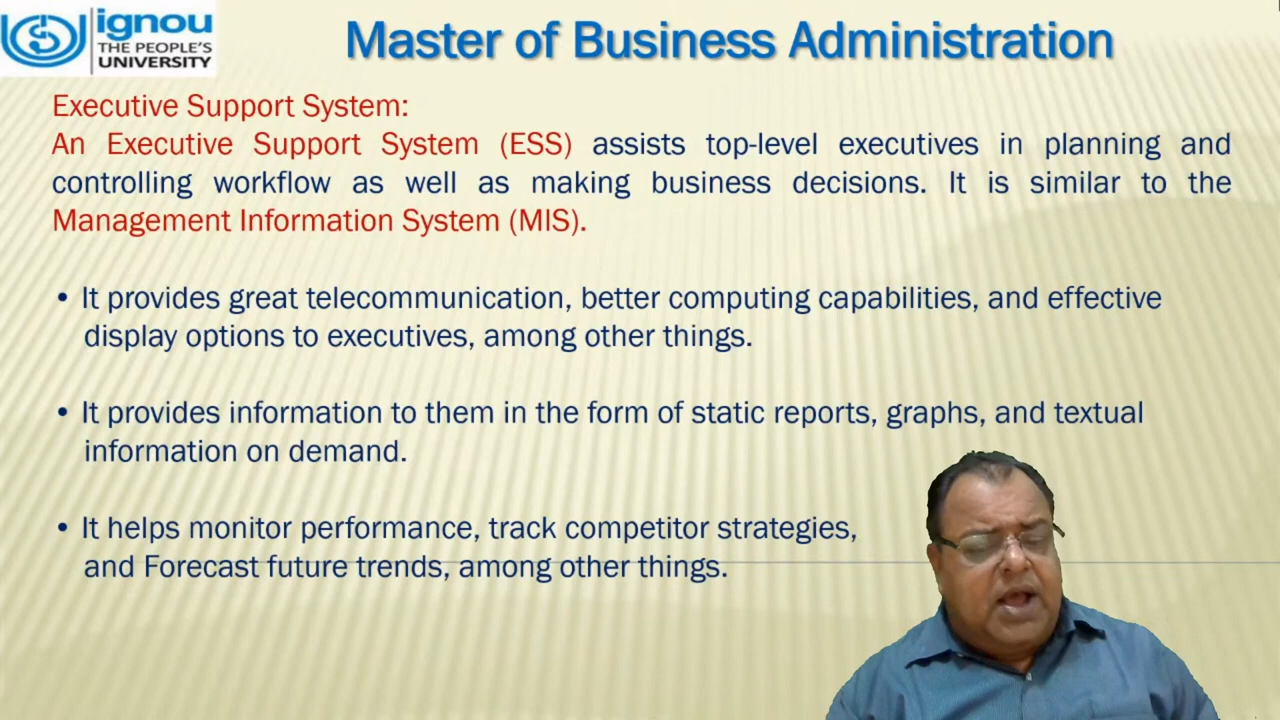 ignou
THE PEOPLE'S
UNIVERSITY
Master of Business Administration
Executive Support System:
An Executive Support System (ESS) assists top-level executives in planning and
controlling workflow as well as making business decisions. It is similar to the
Management Information System (MIS).
• It provides great telecommunication, better computing capabilities, and effective
display options to executives, among other things.
• It provides information to them in the form of static reports, graphs, and textual
information on demand.
• It helps monitor performance, track competitor strategies,
and Forecast future trends, among other things.